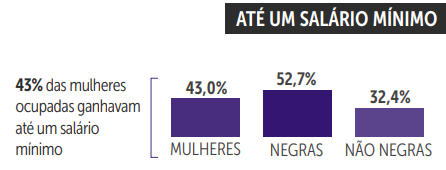 ATÉ UM SALÁRIO MÍNIMO
43% das mulheres
ocupadas ganhavam
até um salário
mínimo
43,0%
52,7%
32,4%
MULHERES
NEGRAS
NÃO NEGRAS